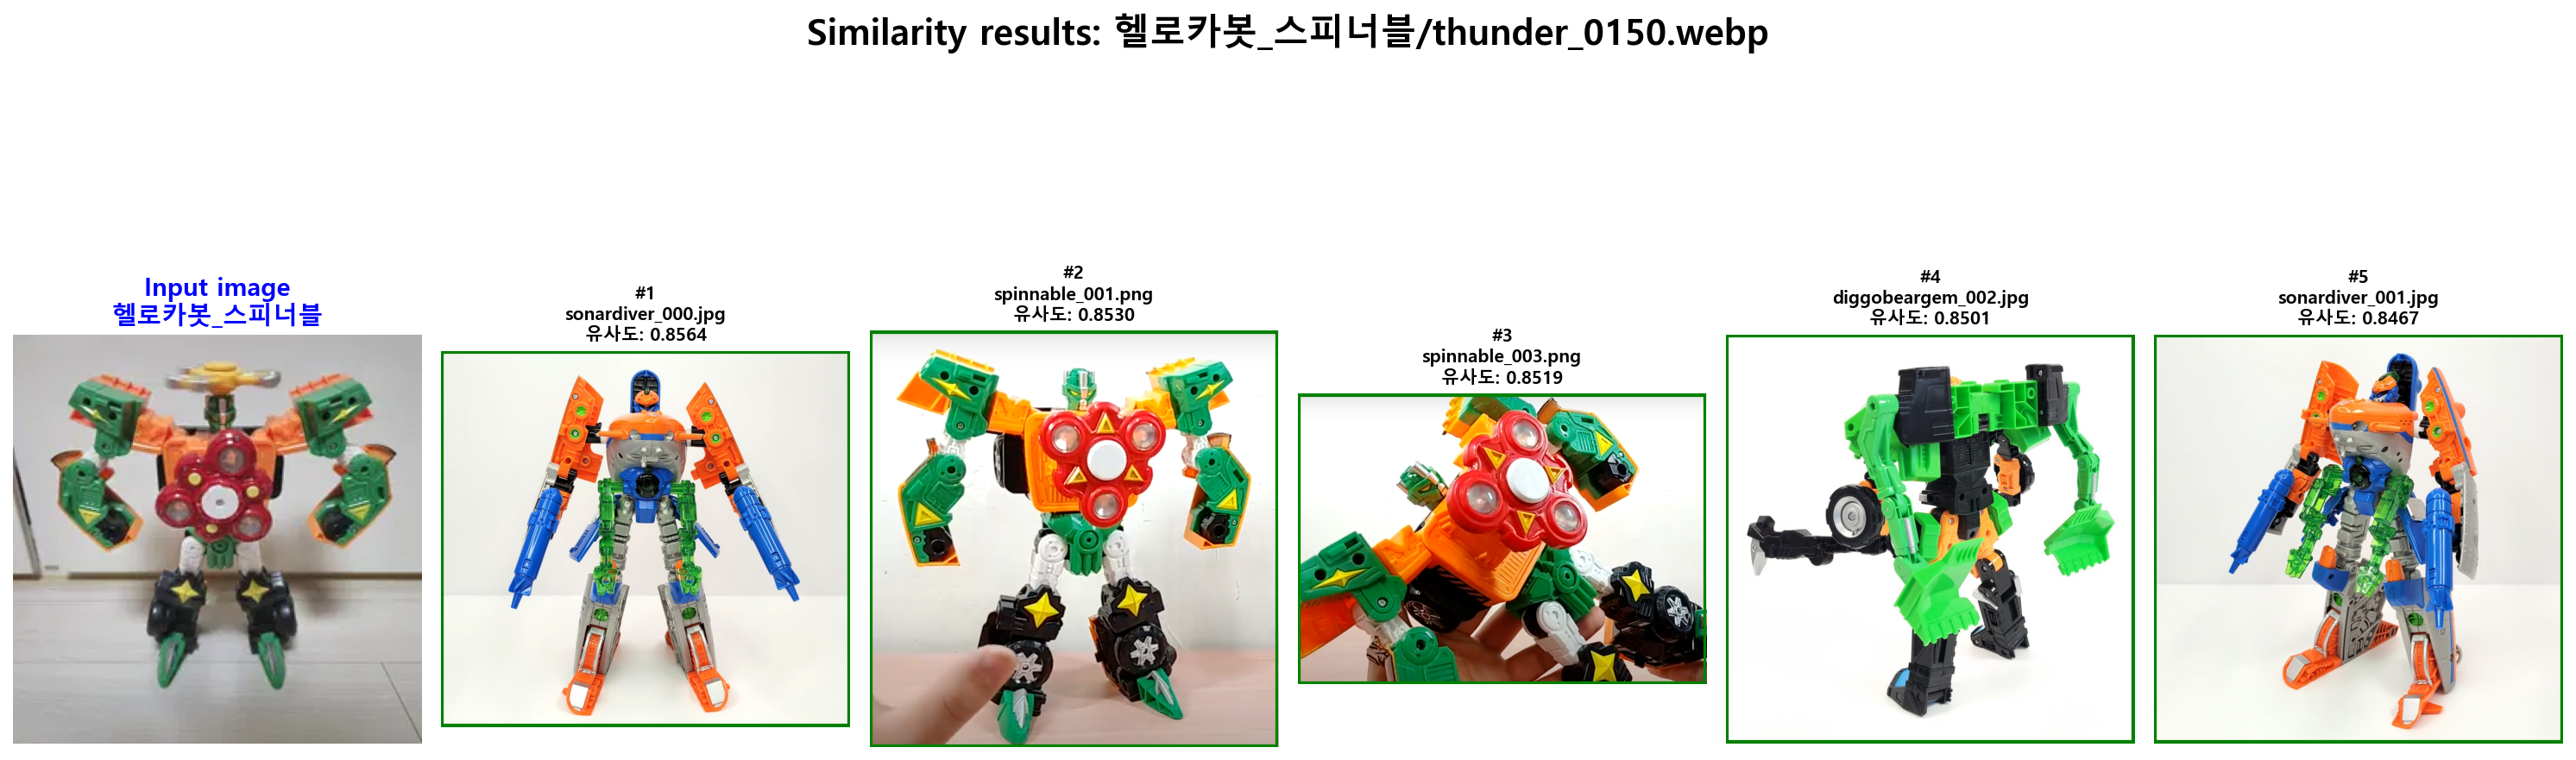 Similarity results: 헬로카봇_스피너블/thunder_0150.webp
Input image
헬로카봇_스피너블
#1
sonardiver_000.jpg
유사도: 0.8564
#2
spinnable_001.png
유사도: 0.8530
#3
spinnable_003.png
유사도: 0.8519
#4
diggobeargem_002.jpg
유사도: 0.8501
#5
sonardiver_001.jpg
유사도: 0.8467